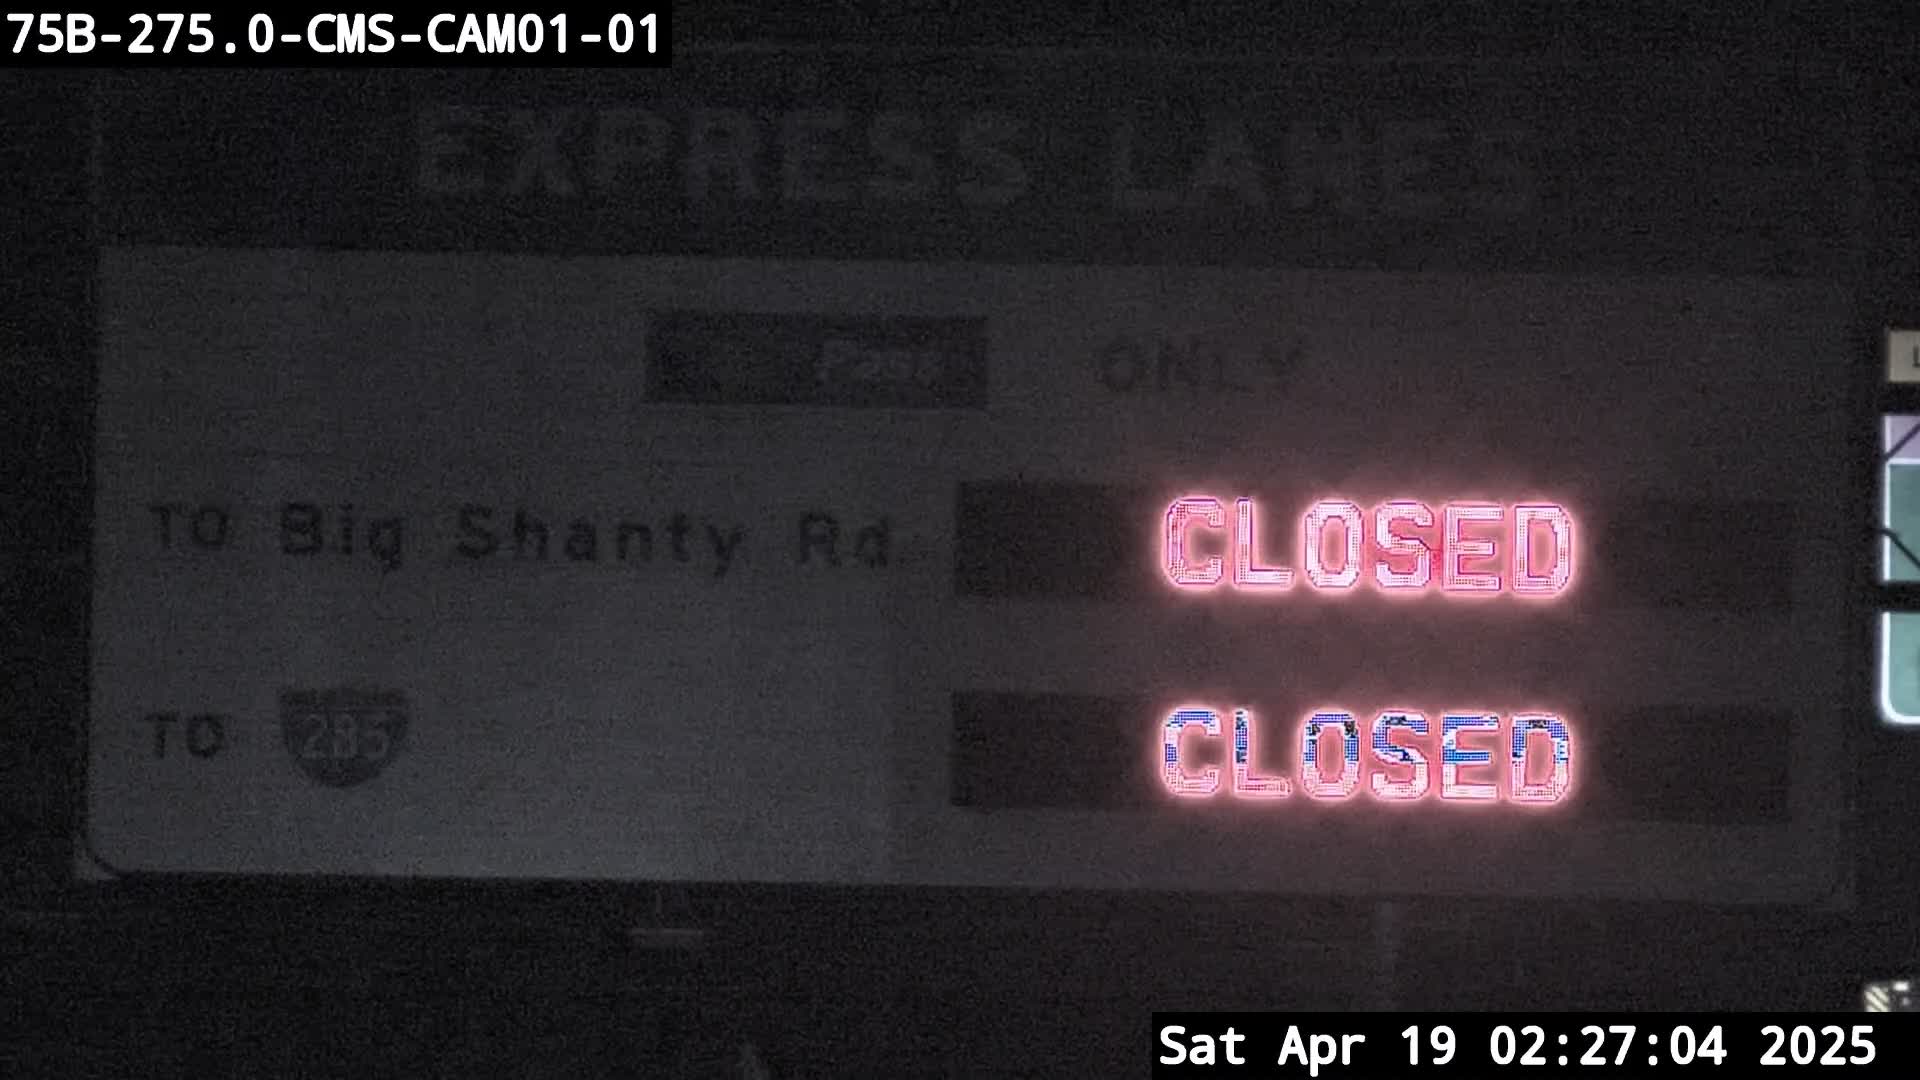 75B-275.0-CMS-CAM01-01
EXPRESS LANES
Pass ONLY
TO Big Shanty Rd CLOSED
TO 285 CLOSED
Sat Apr 19 02:27:04 2025